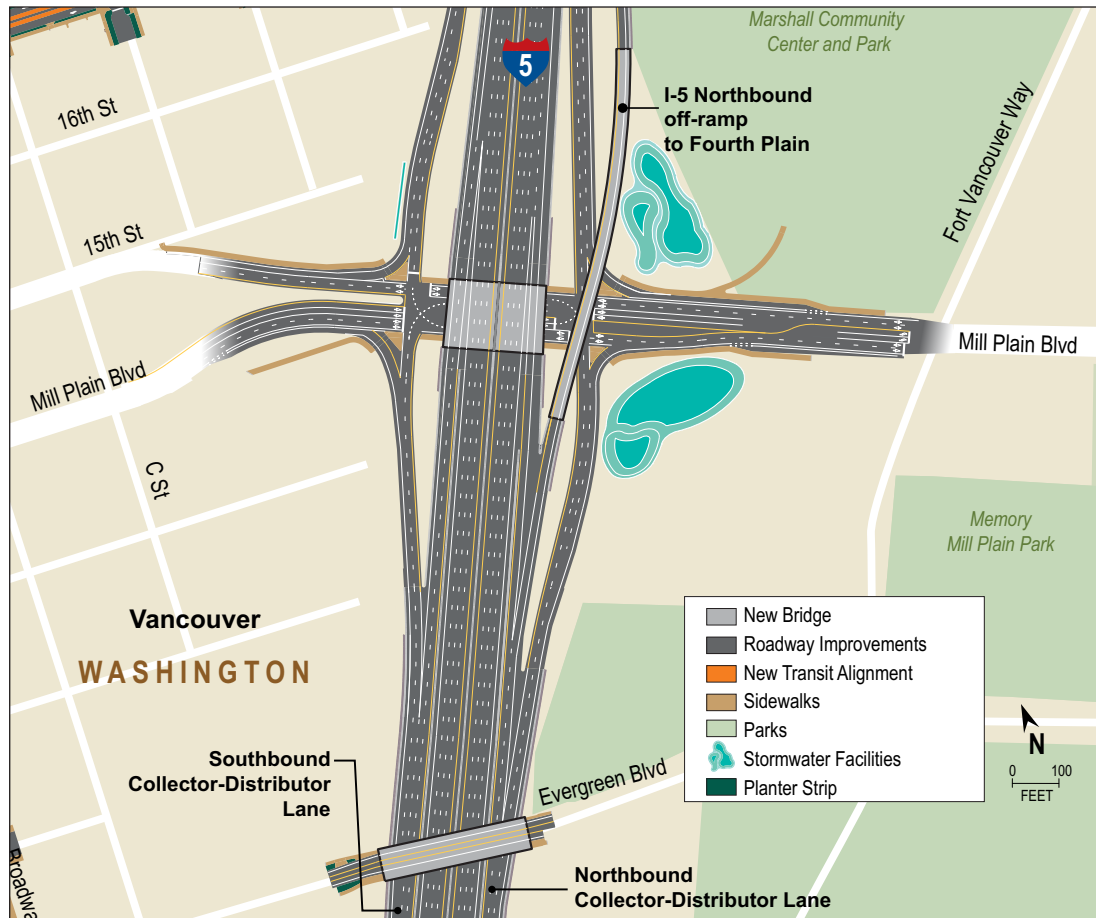 Marshall Community
Center and Park
5
I-5 Northbound
off-ramp
to Fourth Plain
16th St
15th St
Fort Vancouver Way
Mill Plain Blvd
Mill Plain Blvd
C St
Memory
Mill Plain Park
Vancouver
WASHINGTON
New Bridge
Roadway Improvements
New Transit Alignment
Sidewalks
Parks
Stormwater Facilities
Planter Strip
N
0 100
FEET
Southbound
Collector-Distributor
Lane
Evergreen Blvd
Broadway
Northbound
Collector-Distributor Lane